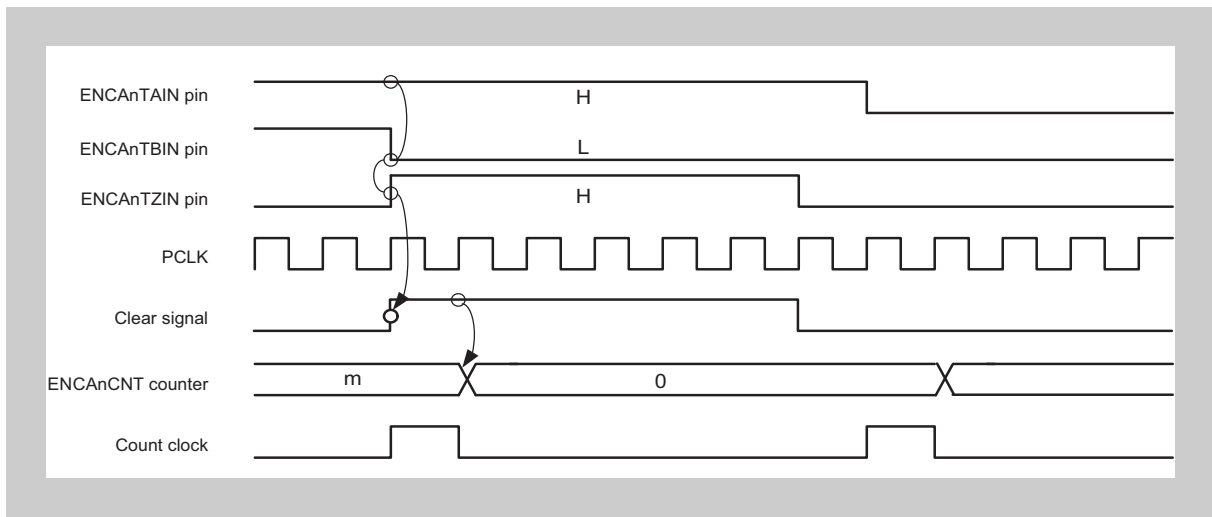 ENCAnTAIN pin
H
ENCAnTBIN pin
L
ENCAnTZIN pin
H
PCLK
Clear signal
ENCAnCNT counter
m
0
Count clock